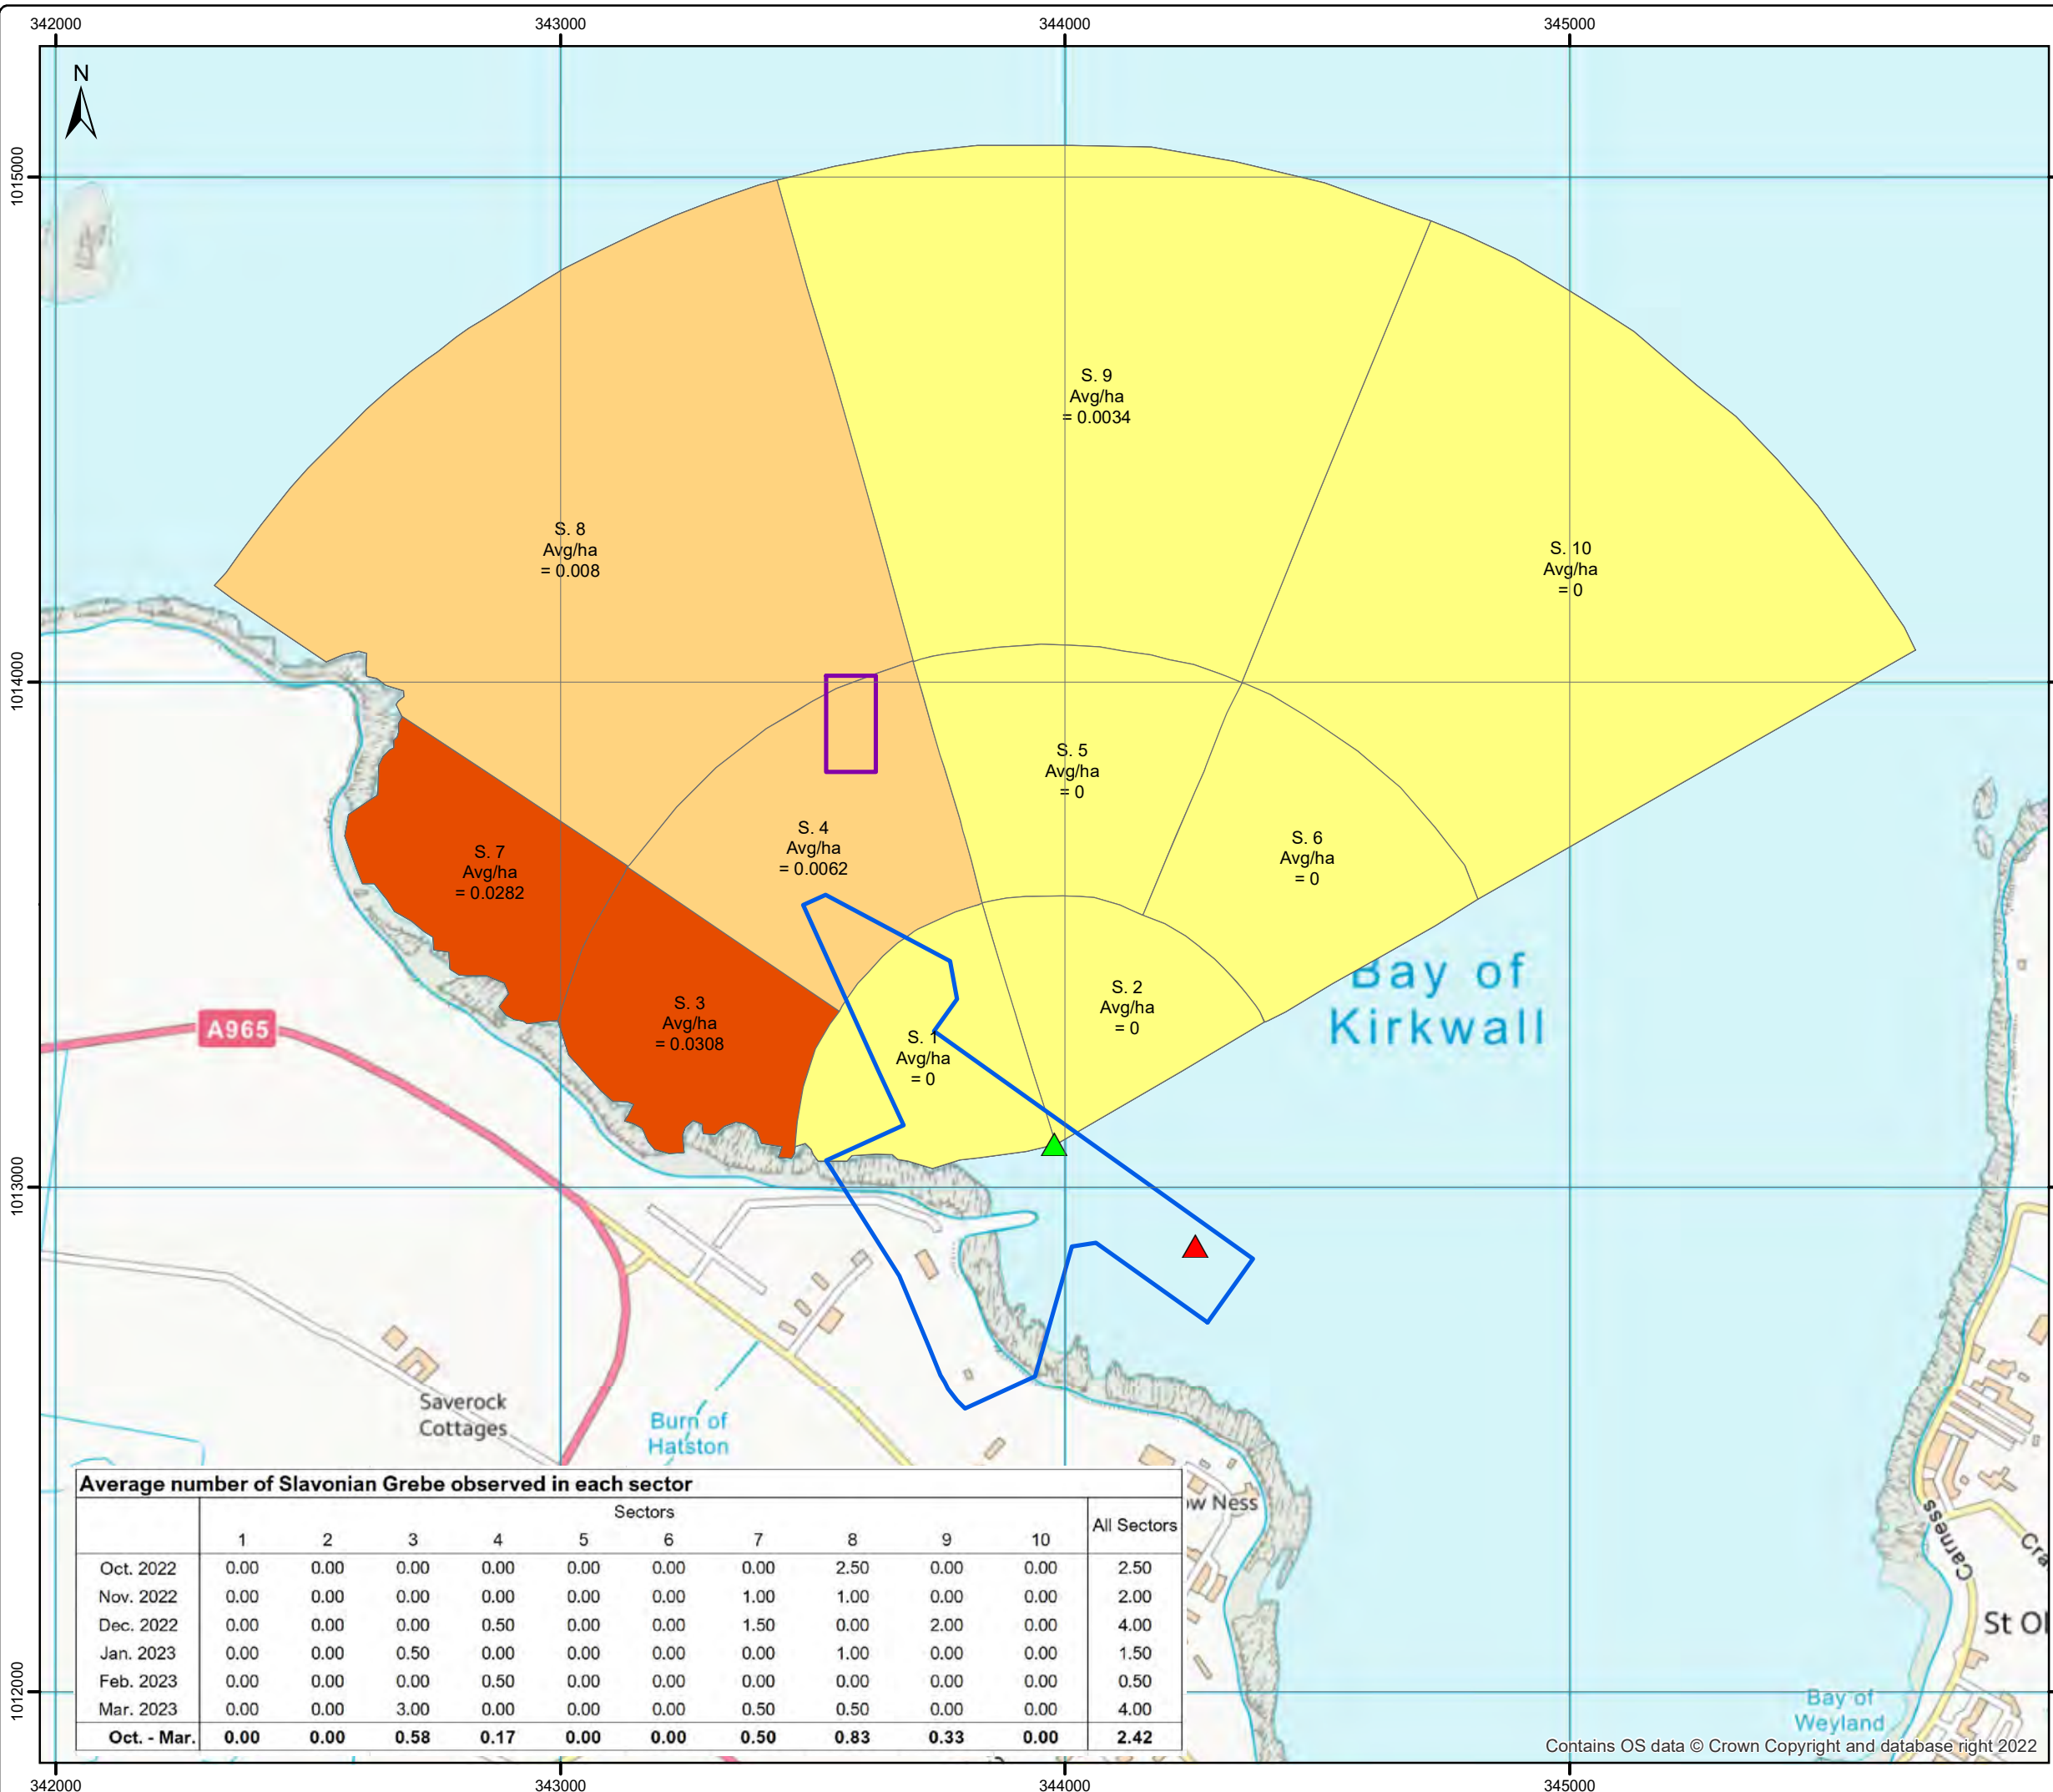 342000 343000 344000 345000
N
1015000
S. 9
Avg/ha
= 0.0034
S. 8
Avg/ha
= 0.008
S. 10
Avg/ha
= 0
1014000
S. 5
Avg/ha
= 0
S. 4
Avg/ha
= 0.0062
S. 6
Avg/ha
= 0
S. 7
Avg/ha
= 0.0282
Bay of
Kirkwall
S. 2
Avg/ha
= 0
S. 3
Avg/ha
= 0.0308
A965
S. 1
Avg/ha
= 0
1013000
Saverock
Cottages
Burn of
Hatston
Average number of Slavonian Grebe observed in each sector
Sectors
1 2 3 4 5 6 7 8 9 10 All Sectors
Oct. 2022 0.00 0.00 0.00 0.00 0.00 0.00 0.00 2.50 0.00 0.00 2.50
Nov. 2022 0.00 0.00 0.00 0.00 0.00 0.00 1.00 1.00 0.00 0.00 2.00
Dec. 2022 0.00 0.00 0.00 0.50 0.00 0.00 1.50 0.00 2.00 0.00 4.00
Jan. 2023 0.00 0.00 0.50 0.00 0.00 0.00 0.00 1.00 0.00 0.00 1.50
Feb. 2023 0.00 0.00 0.00 0.50 0.00 0.00 0.00 0.00 0.00 0.00 0.50
Mar. 2023 0.00 0.00 3.00 0.00 0.00 0.00 0.50 0.50 0.00 0.00 4.00
Oct. - Mar. 0.00 0.00 0.58 0.17 0.00 0.00 0.50 0.83 0.33 0.00 2.42
ow Ness
Carness
Cra
St Ol
1012000
Bay of
Weyland
Contains OS data © Crown Copyright and database right 2022
342000 343000 344000 345000